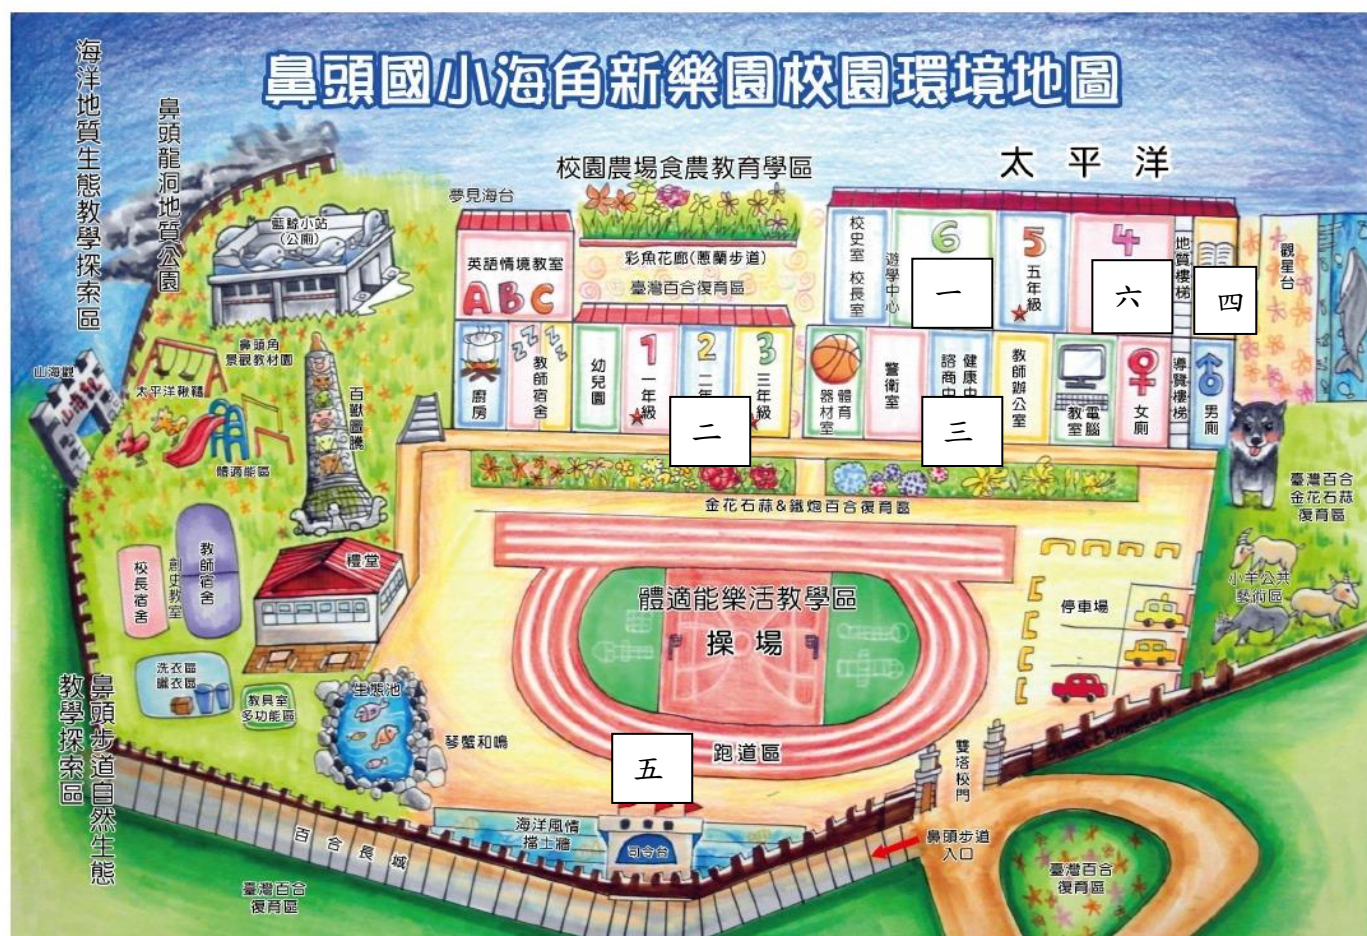 鼻頭國小海角新樂園校園環境地圖
海洋地質生態教學探索區
鼻頭龍洞地質公園
太平洋
校園農場食農教育學區
夢見海台
藍鯨小站
(公廁)
英語情境教室
ABC
彩魚花廊(蔥蘭步道)
臺灣百合復育區
校史室 校長室
遊學中心
6
一
5
五年級
4
六
地質樓梯
四
觀星台
鼻頭角
景觀教材園
太平洋鞦韆
山海觀
山海觀
體適能區
百獸圖騰
廚房
ZZZZ
教師宿舍
幼兒園
1
一年級
2
二年
3
三年級
二
體育
器材室
警衛室
健康中
諮商中
三
教師辦公室
電腦
教室
女廁
導覽樓梯
男廁
金花石蒜&鐵炮百合復育區
臺灣百合
金花石蒜
復育區
小羊公共
藝術區
校長宿舍
創史教室
教師宿舍
禮堂
體適能樂活教學區
操場
停車場
洗衣區
曬衣區
教具室
多功能區
生態池
琴蟹和鳴
跑道區
五
雙塔校門
Bitou Elementary School
鼻頭步道自然生態
教學探索區
百合長城
海洋風情
擋土牆
司令台
鼻頭步道
入口
臺灣百合
復育區
臺灣百合
復育區